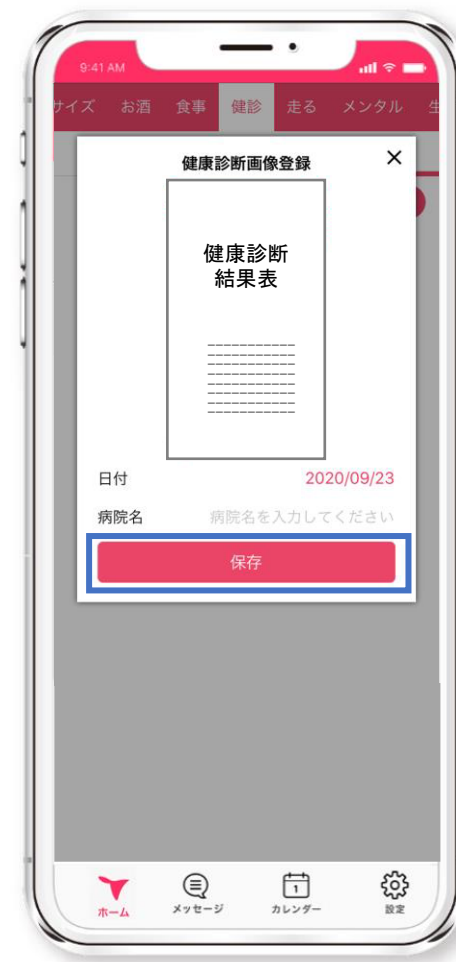 9:41 AM
サイズ お酒 食事 健診 走る メンタル 生
健康診断画像登録 ×
健康診断
結果表
日付 2020/09/23
病院名 病院名を入力してください
保存
1
ホーム メッセージ カレンダー 設定